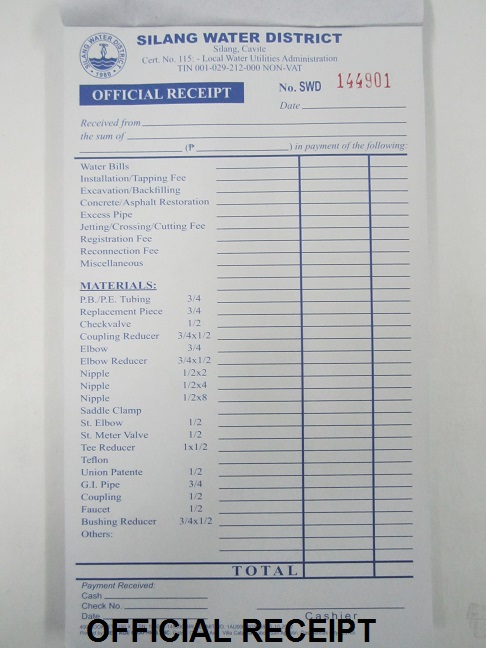 SILANG WATER DISTRICT
Silang, Cavite
Cert. No. 115 - Local Water Utilities Administration
TIN 001-029-212-000 NON-VAT
SILANG WATER DISTRICT
OFFICIAL RECEIPT
No. SWD 144901
Date
Received from
the sum of
(₱ ) in payment of the following:
Water Bills
Installation/Tapping Fee
Excavation/Backfilling
Concrete/Asphalt Restoration
Excess Pipe
Jetting/Crossing/Cutting Fee
Registration Fee
Reconnection Fee
Miscellaneous
MATERIALS:
P.B./P.E. Tubing 3/4
Replacement Piece 3/4
Checkvalve 1/2
Coupling Reducer 3/4x1/2
Elbow 3/4
Elbow Reducer 3/4x1/2
Nipple 1/2x2
Nipple 1/2x4
Nipple 1/2x8
Saddle Clamp
St. Elbow 1/2
St. Meter Valve 1/2
Tee Reducer 1x1/2
Teflon
Union Patente 1/2
G.I. Pipe 3/4
Coupling 1/2
Faucet 1/2
Bushing Reducer 3/4x1/2
Others:
TOTAL
Payment Received
Cash
Check No.
Date
Cashier
OFFICIAL RECEIPT